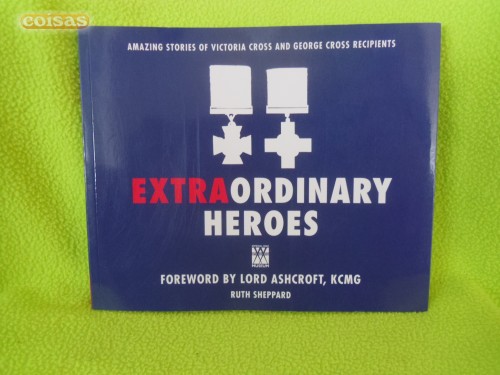 coisas
AMAZING STORIES OF VICTORIA CROSS AND GEORGE CROSS RECIPIENTS
EXTRAORDINARY
HEROES
MUSEUM
FOREWORD BY LORD ASHCROFT, KCMG
RUTH SHEPPARD